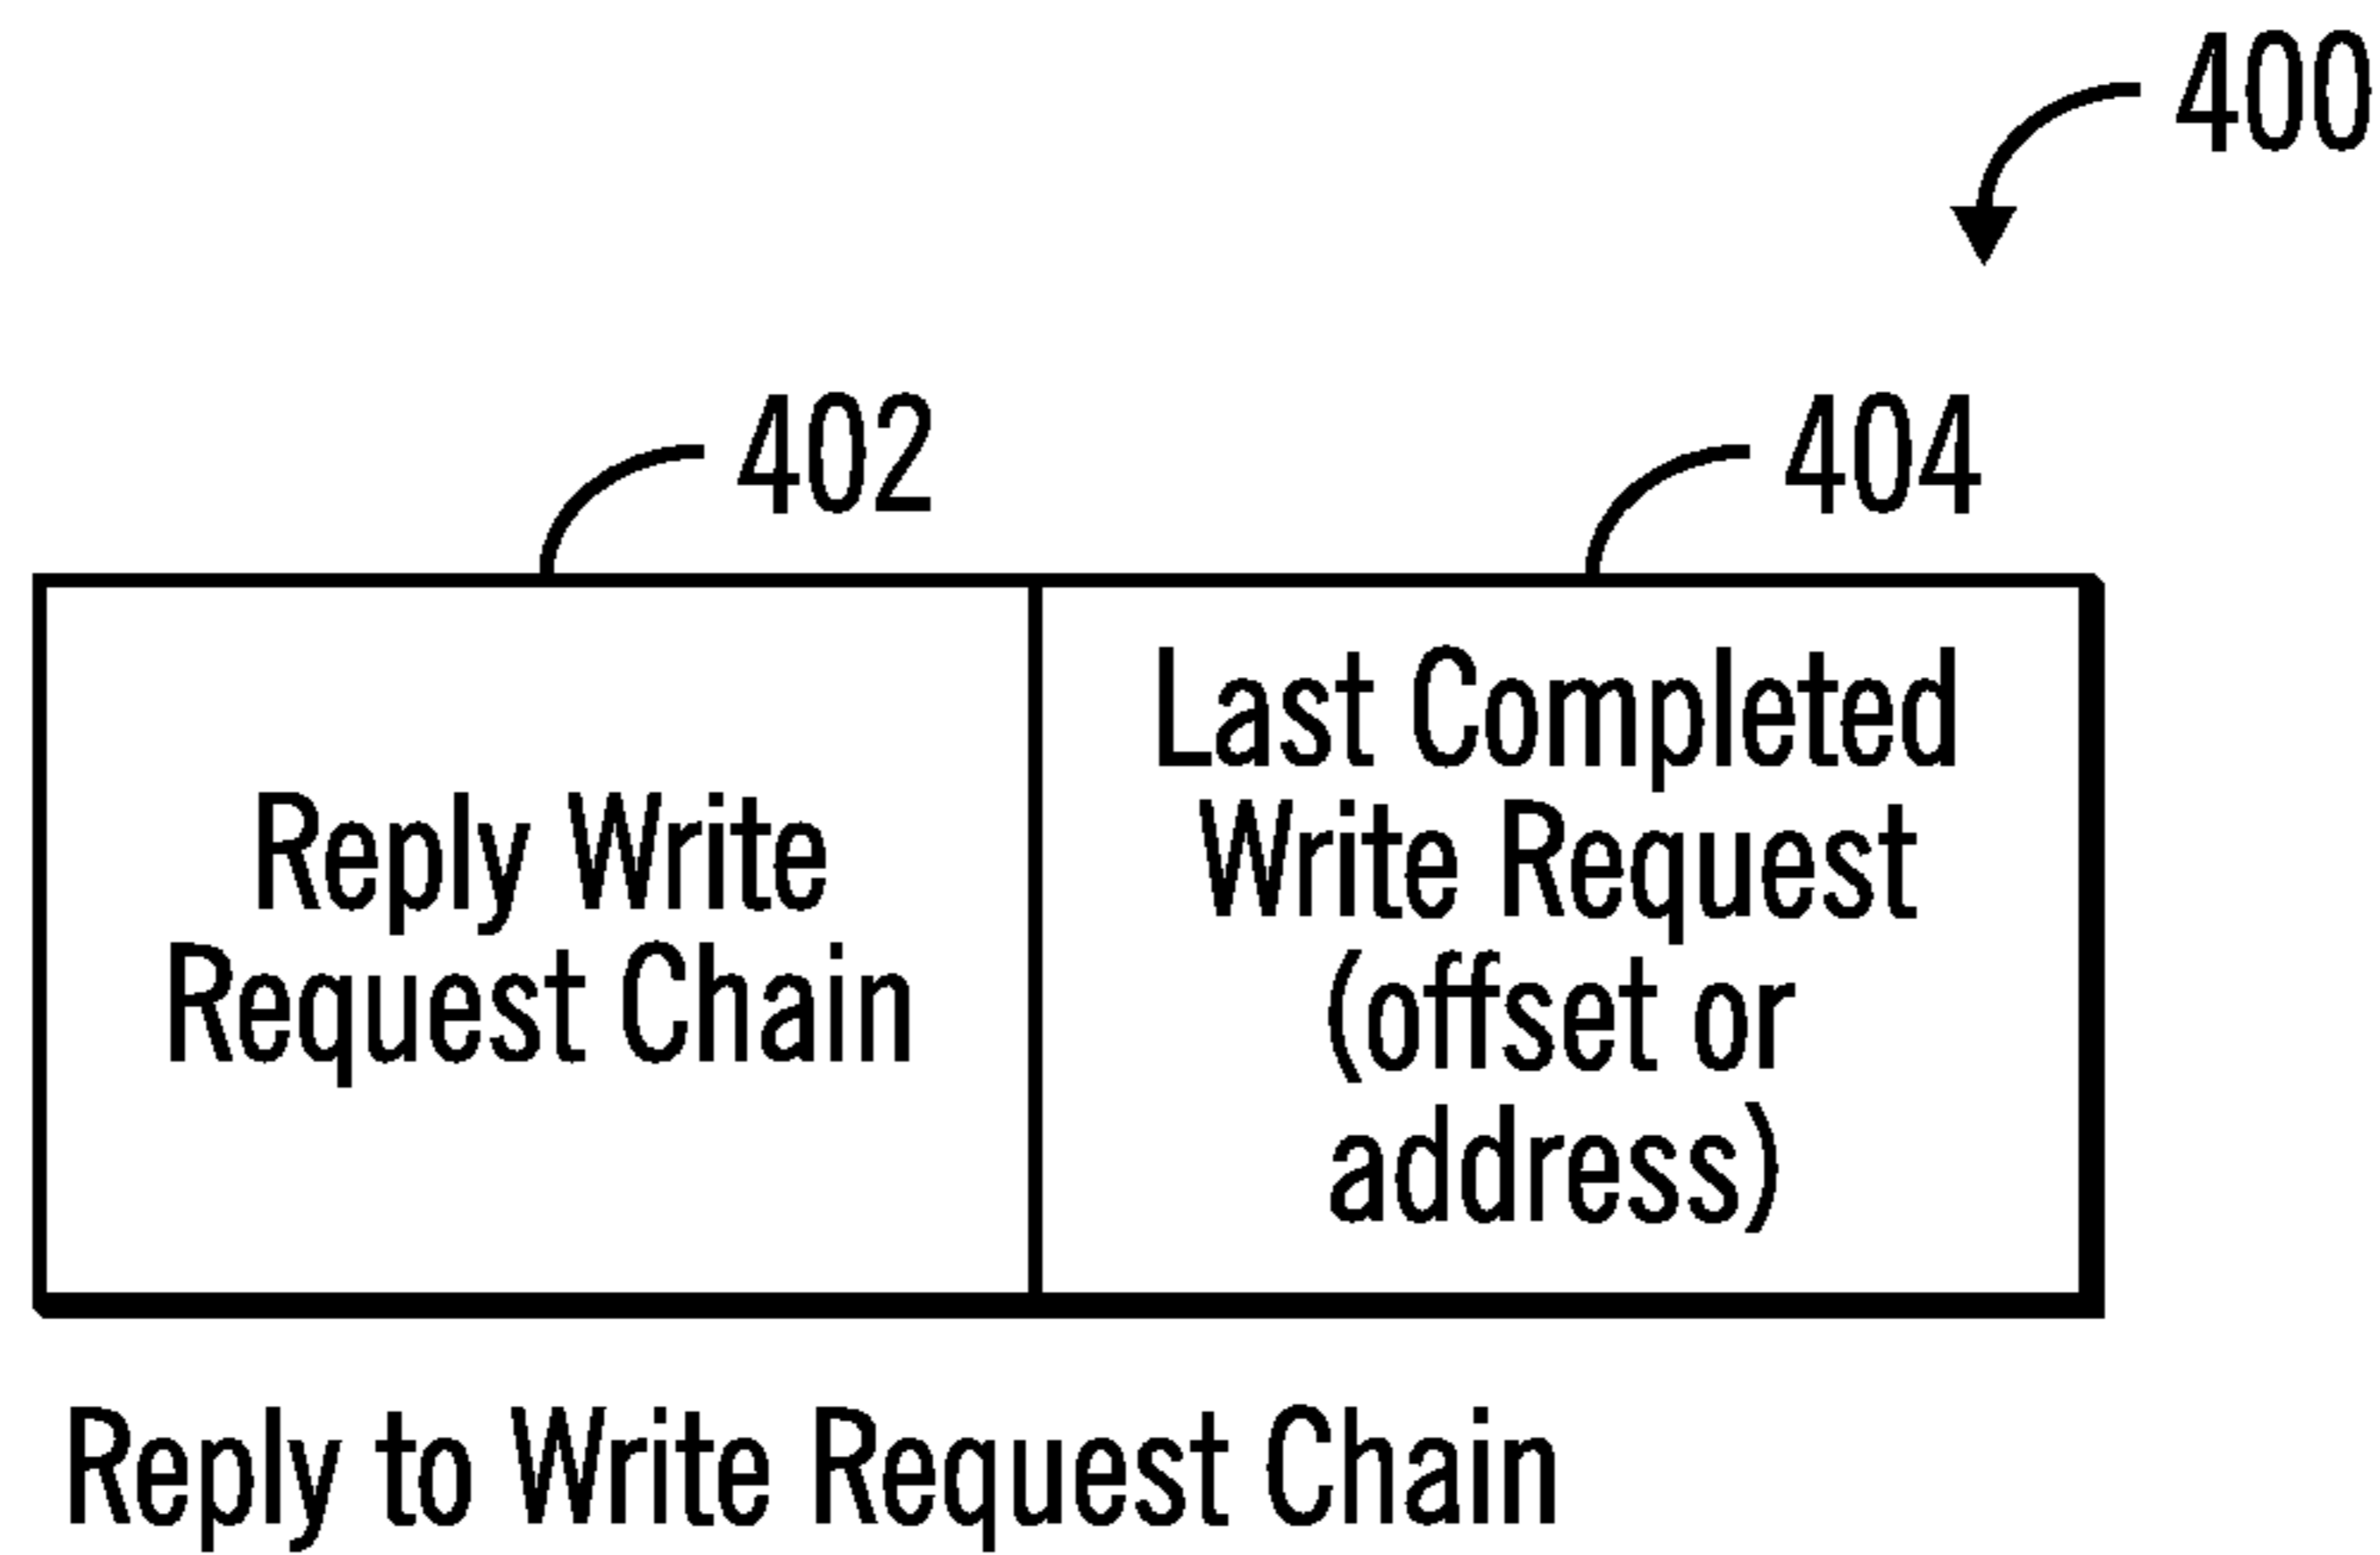 400
402
404
Reply Write
Request Chain
Last Completed
Write Request
(offset or
address)
Reply to Write Request Chain